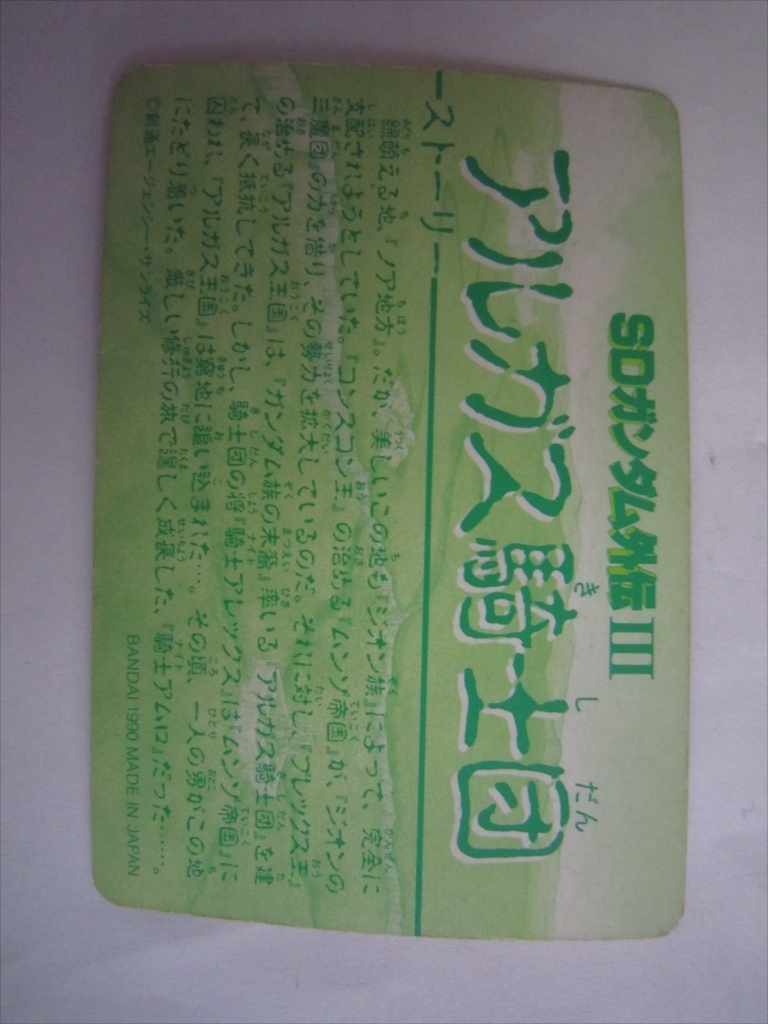 SDガンダム外伝III
アルガス騎士団
ーストーリー
緑萌える地、『ノア地方』。だが、美しいこの地も『ジオン族』によって、完全に
支配されようとしていた。『コンスコン王』の治める『ムンゾ帝国』が、『ジオンの
三魔団』の力を借り、その勢力を拡大しているのだ。それに対し、『ブレックス王』
の治める『アルガス王国』は、『ガンダム族の末裔』率いる『アルガス騎士団』を建
て、長く抵抗してきた。しかし、騎士団の将『騎士アレックス』は『ムンゾ帝国』に
囚われ、『アルガス王国』は窮地に追い込まれた…。その頃、一人の男がこの地
にたどり着いた。厳しい修行の旅で逞しく成長した、『騎士アムロ』だった……。
©創通エージェンシー・サンライズ
BANDAI 1990 MADE IN JAPAN